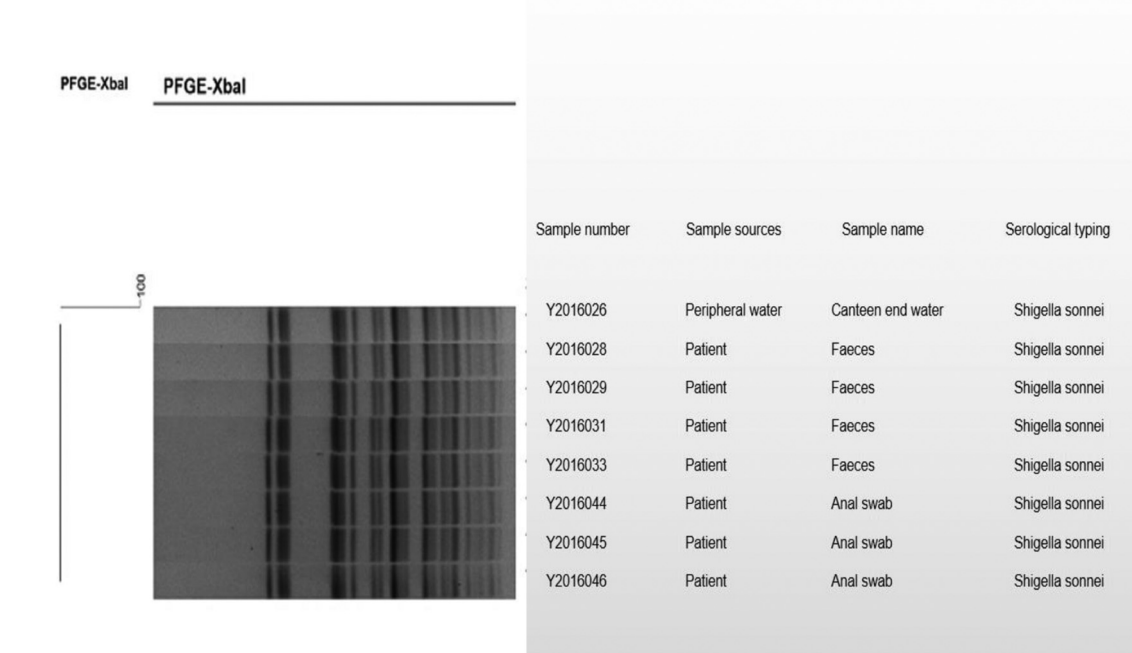 PFGE-XbaI PFGE-XbaI
100
Sample number Sample sources Sample name Serological typing
Y2016026 Peripheral water Canteen end water Shigella sonnei
Y2016028 Patient Faeces Shigella sonnei
Y2016029 Patient Faeces Shigella sonnei
Y2016031 Patient Faeces Shigella sonnei
Y2016033 Patient Faeces Shigella sonnei
Y2016044 Patient Anal swab Shigella sonnei
Y2016045 Patient Anal swab Shigella sonnei
Y2016046 Patient Anal swab Shigella sonnei